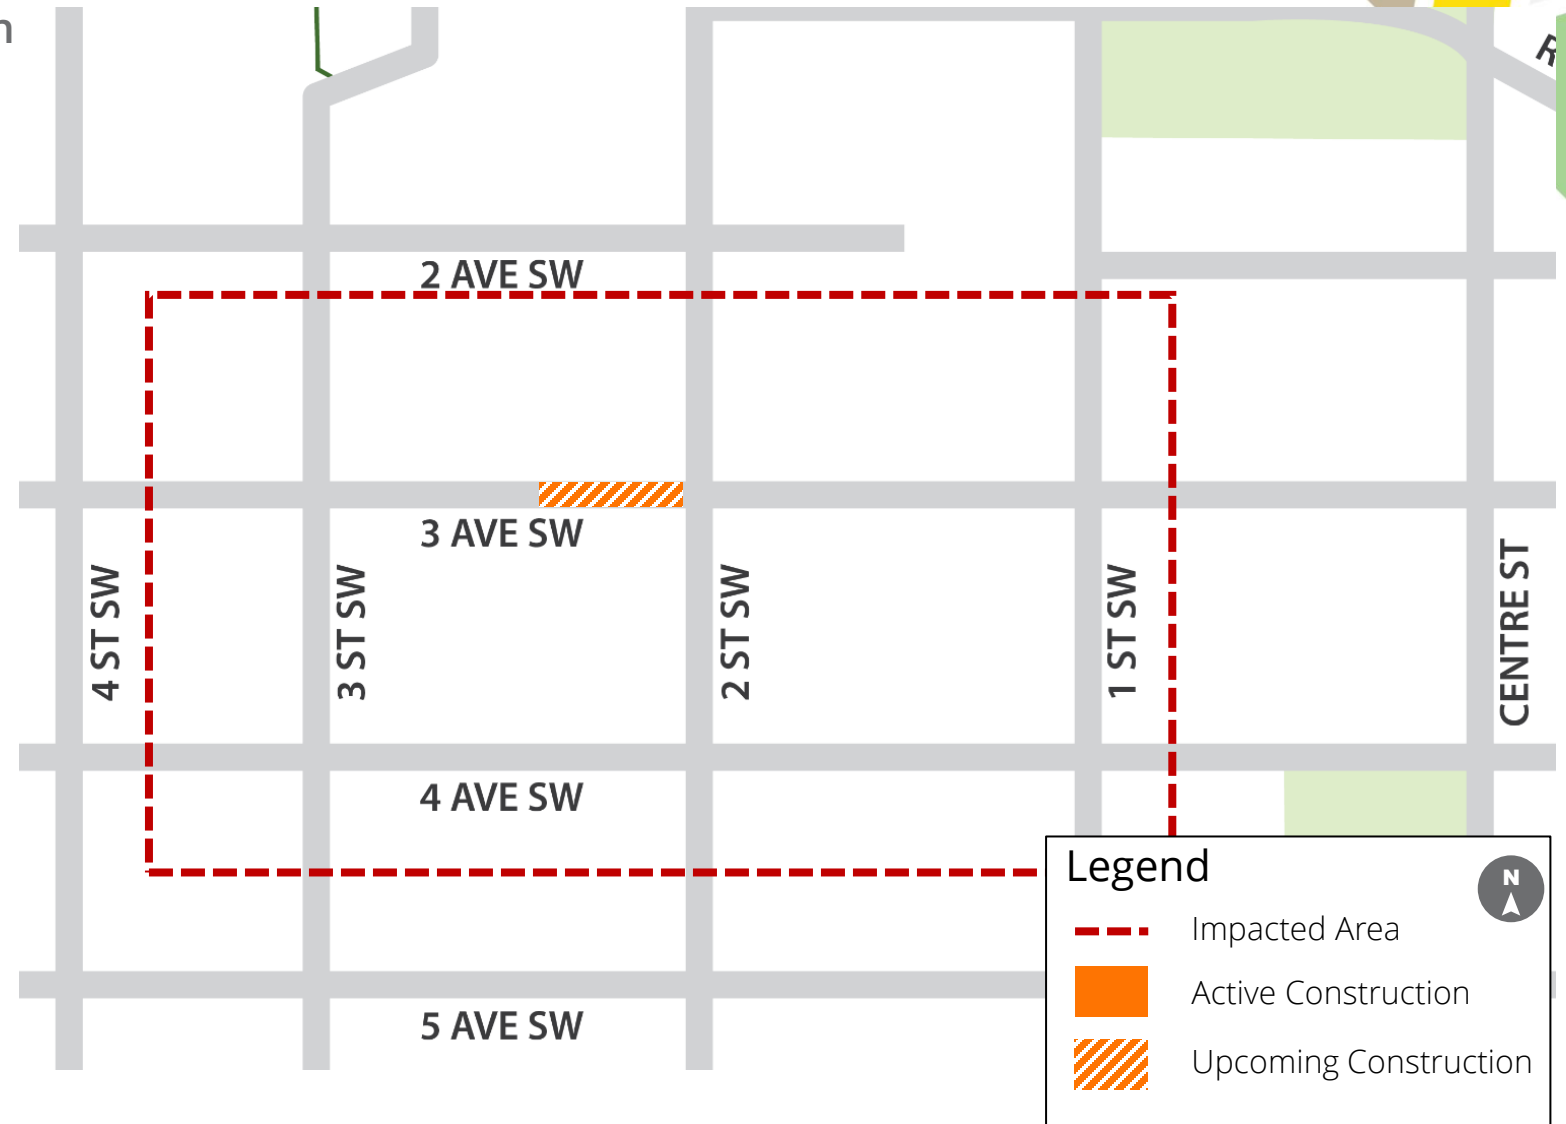 2 AVE SW
3 AVE SW
4 ST SW
3 ST SW
2 ST SW
1 ST SW
CENTRE ST
4 AVE SW
5 AVE SW
Legend
N
Impacted Area
Active Construction
Upcoming Construction